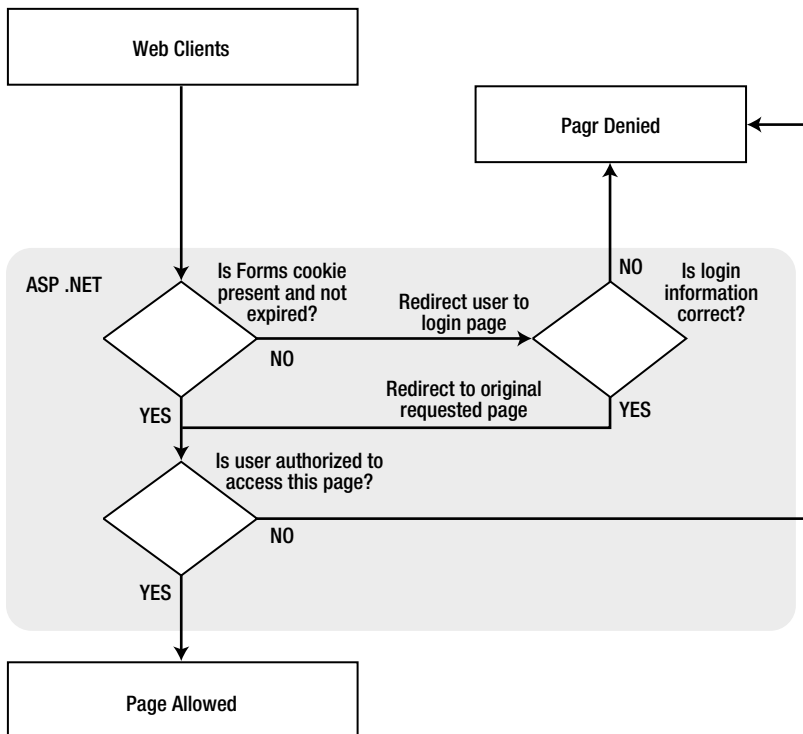 Web Clients
Pagr Denied
ASP .NET
Is Forms cookie
present and not
expired?
Redirect user to
login page
NO
Is login
information
correct?
NO
Redirect to original
requested page
YES
YES
Is user authorized to
access this page?
NO
YES
Page Allowed